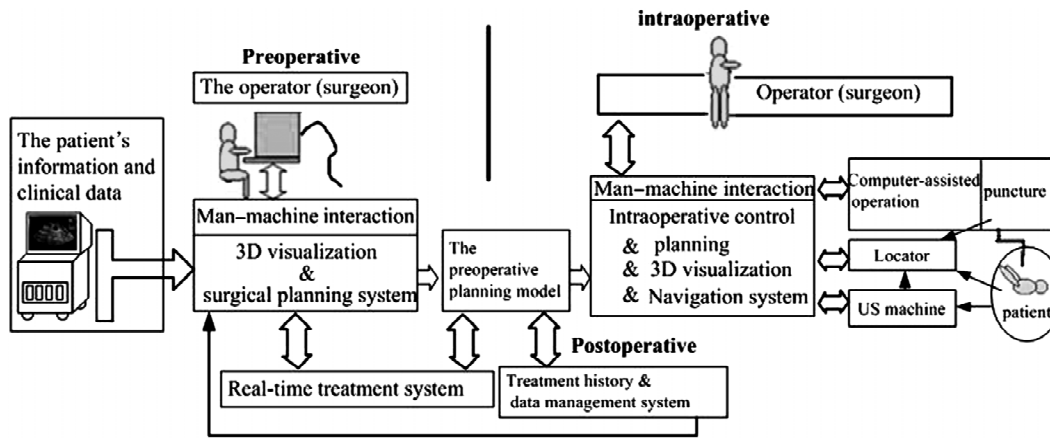 Preoperative
The operator (surgeon)
The patient's
information and
clinical data
Man–machine interaction
3D visualization
&
surgical planning system
The
preoperative
planning model
Real-time treatment system
Postoperative
Treatment history &
data management system
intraoperative
Operator (surgeon)
Man–machine interaction
Intraoperative control
& planning
& 3D visualization
& Navigation system
Computer-assisted
operation
puncture
Locator
US machine
patient